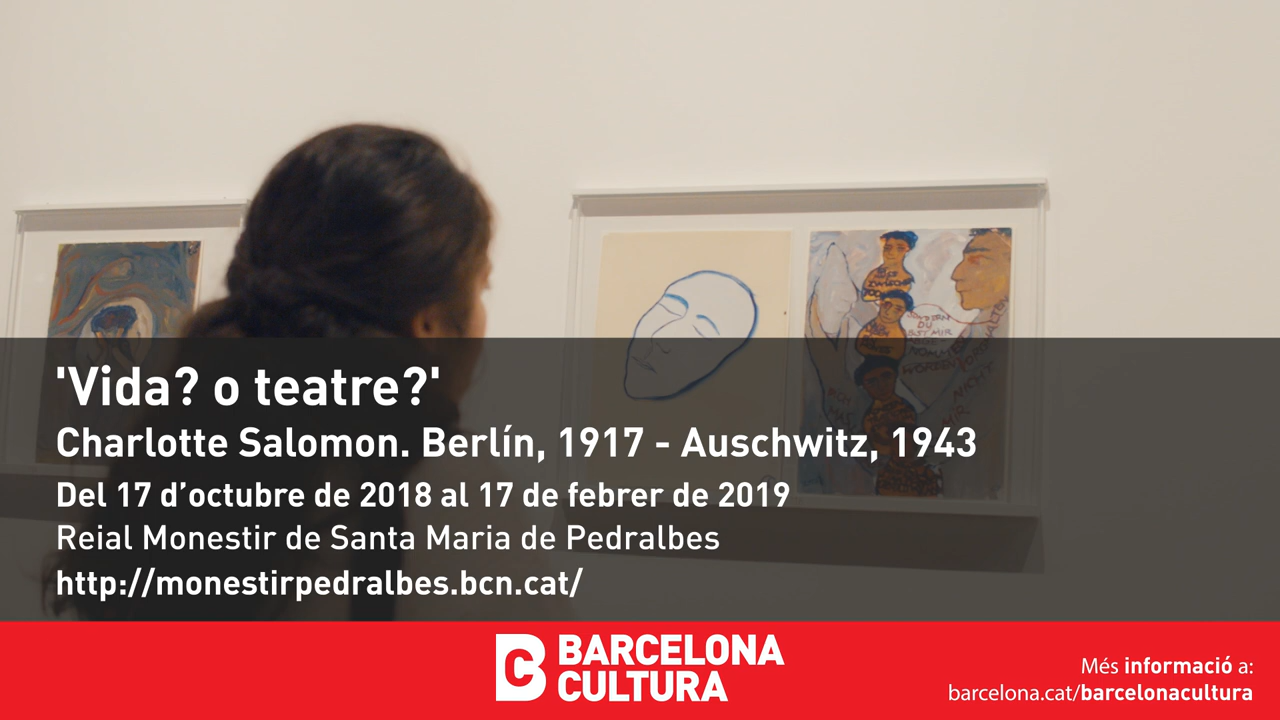 'Vida? o teatre?'
Charlotte Salomon. Berlín, 1917 - Auschwitz, 1943
Del 17 d’octubre de 2018 al 17 de febrer de 2019
Reial Monestir de Santa Maria de Pedralbes
http://monestirpedralbes.bcn.cat/
BARCELONA
CULTURA
Més informació a:
barcelona.cat/barcelonacultura